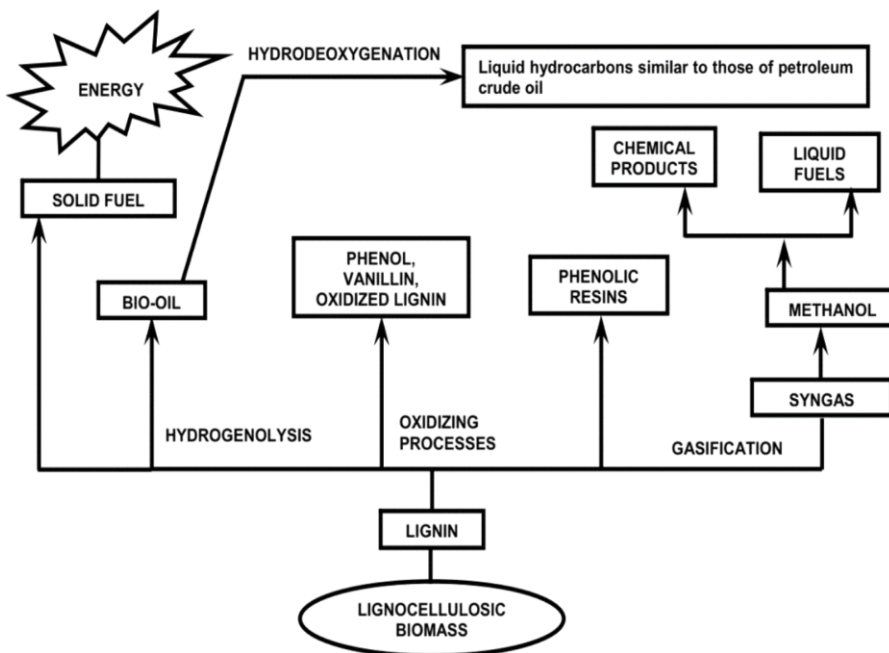 HYDRODEOXYGENATION
Liquid hydrocarbons similar to those of petroleum
crude oil
ENERGY
CHEMICAL
PRODUCTS
LIQUID
FUELS
SOLID FUEL
PHENOL,
VANILLIN,
OXIDIZED LIGNIN
PHENOLIC
RESINS
BIO-OIL
METHANOL
SYNGAS
HYDROGENOLYSIS
OXIDIZING
PROCESSES
GASIFICATION
LIGNIN
LIGNOCELLULOSIC
BIOMASS